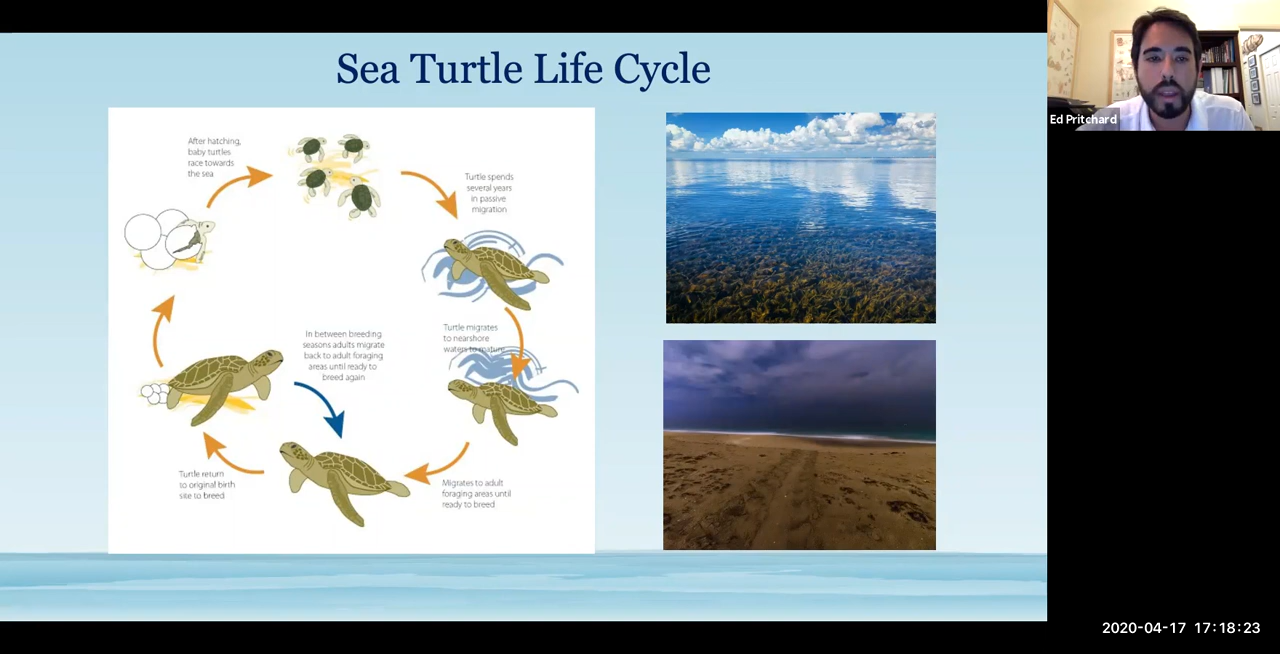 Sea Turtle Life Cycle
After hatching,
baby turtles
race towards
the sea
Turtle spends
several years
in passive
migration
Turtle migrates
to nearshore
waters to mature
In between breeding
seasons adults migrate
back to adult foraging
areas until ready to
breed again
Migrates to adult
foraging areas until
ready to breed
Turtle return
to original birth
site to breed
Ed Pritchard
2020-04-17 17:18:23